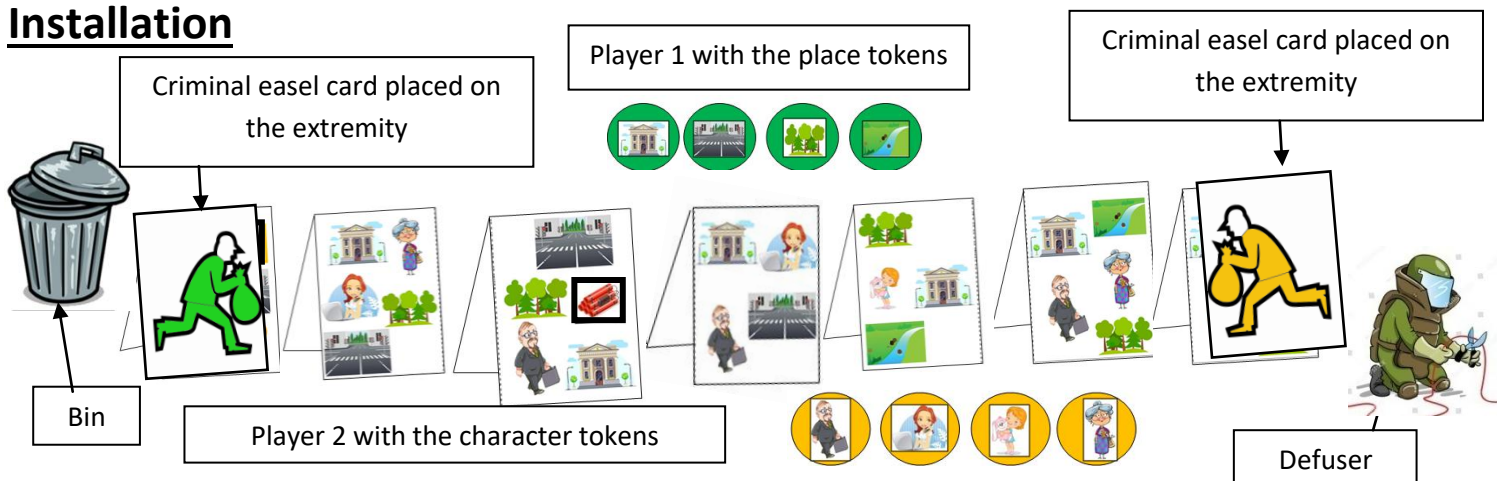 Installation
Criminal easel card placed on
the extremity
Player 1 with the place tokens
Criminal easel card placed on
the extremity
Bin
Player 2 with the character tokens
Defuser